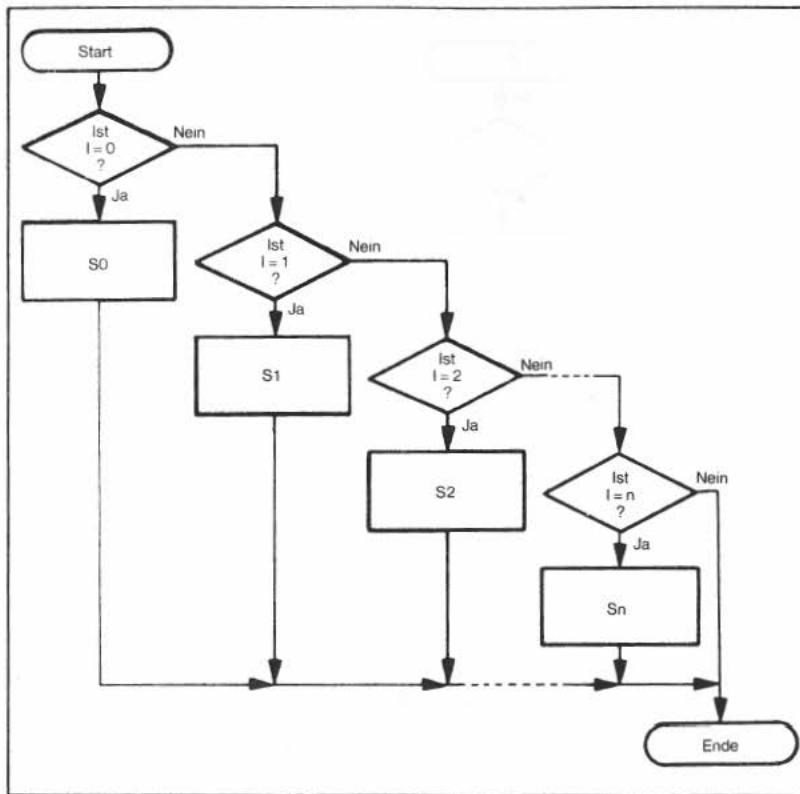 Start
Ist
I = 0
?
Nein
Ja
S0
Ist
I = 1
?
Nein
Ja
S1
Ist
I = 2
?
Nein
Ja
S2
Ist
I = n
?
Nein
Ja
Sn
Ende